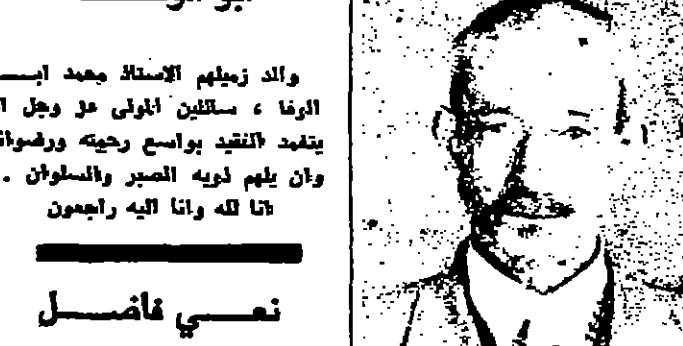 والد زميلهم الاستاذ محمد ابـــو
الوفا ، سائلين المولى عز وجل ان
يتغمد الفقيد بواسع رحمته ورضوانه
وان يلهم ذويه الصبر والسلوان .
انا لله وانا اليه راجعون
نعـــي فاضـــل